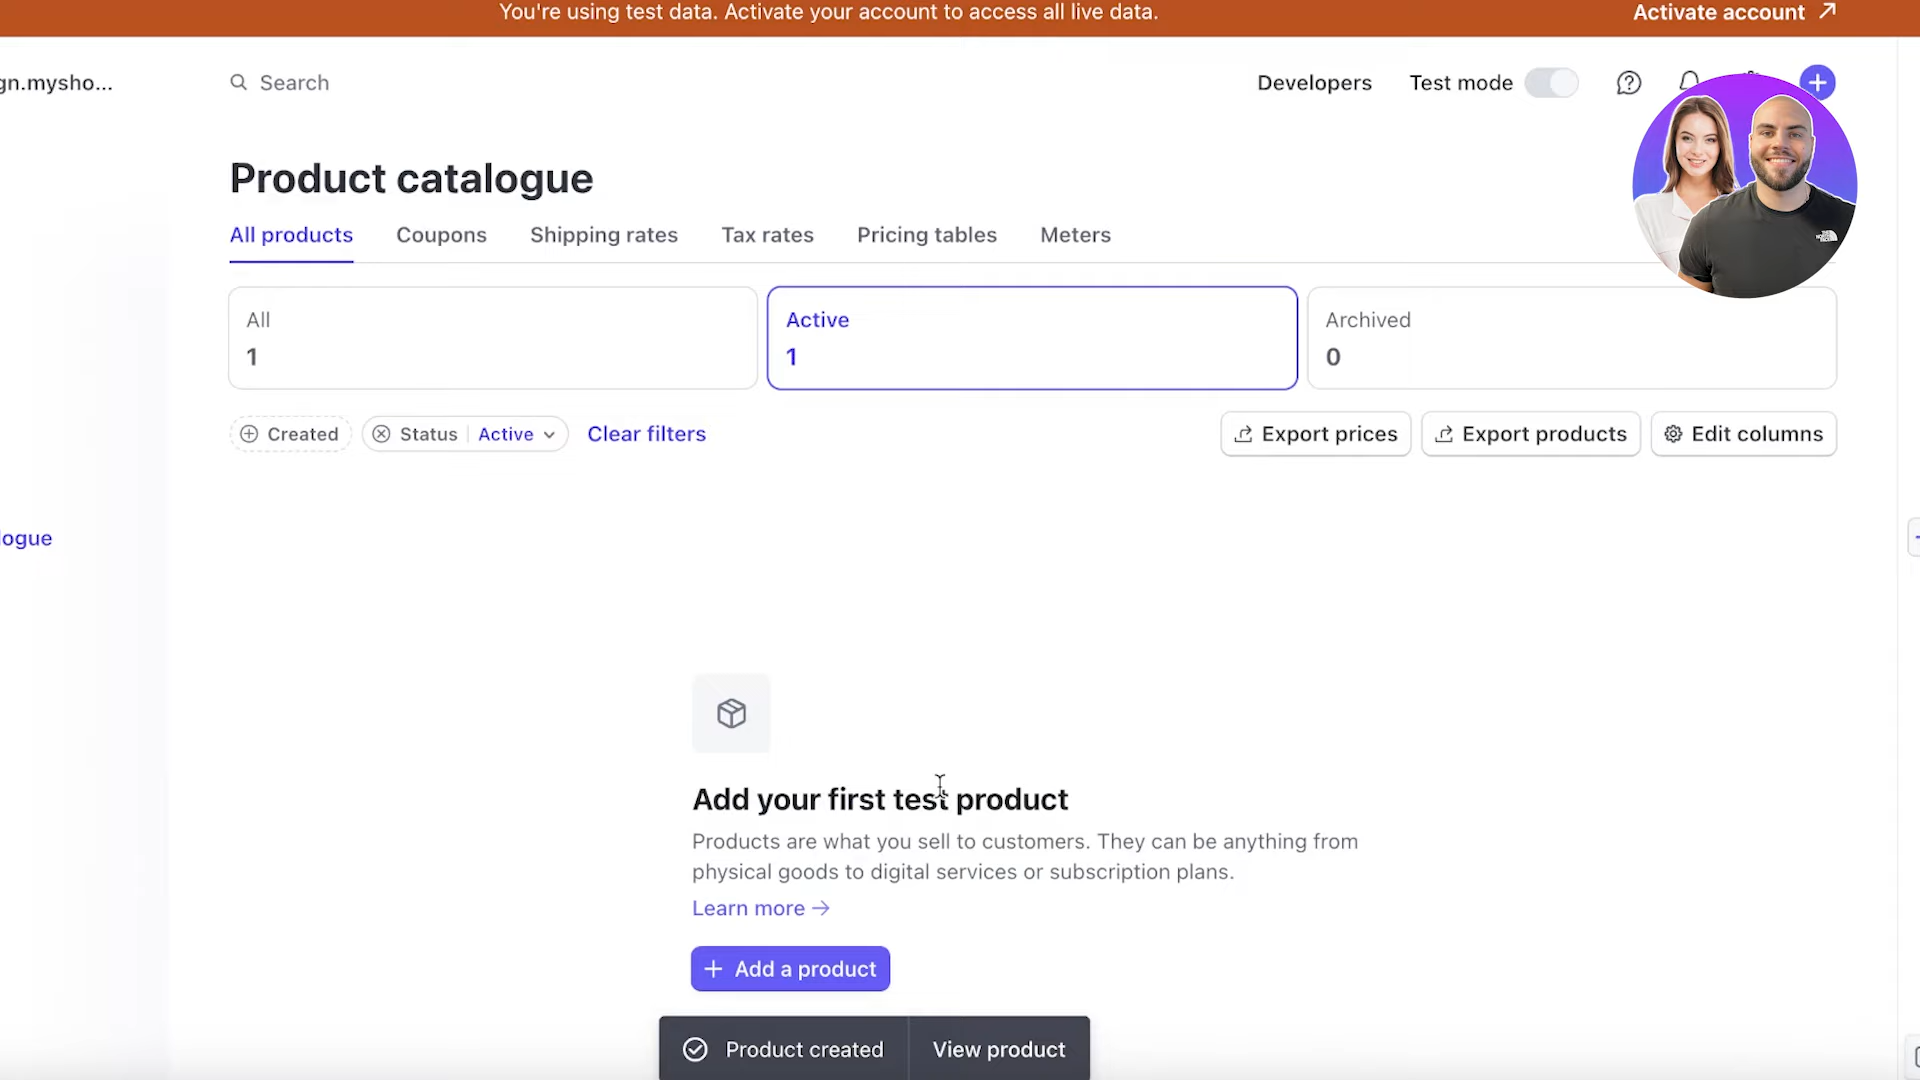 You're using test data. Activate your account to access all live data.
Activate account
gn.mysho...
Search
Developers
Test mode
Product catalogue
All products
Coupons
Shipping rates
Tax rates
Pricing tables
Meters
All
1
Active
1
Archived
0
Created
Status
Active
Clear filters
Export prices
Export products
Edit columns
logue
Add your first test product
Products are what you sell to customers. They can be anything from
physical goods to digital services or subscription plans.
Learn more →
+ Add a product
Product created
View product